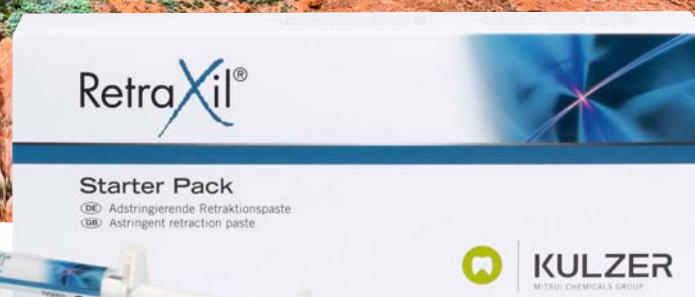 RetraXil®
Starter Pack
DE Adstringierende Retraktionspaste
GB Astringent retraction paste
KULZER
MITSUI CHEMICALS GROUP